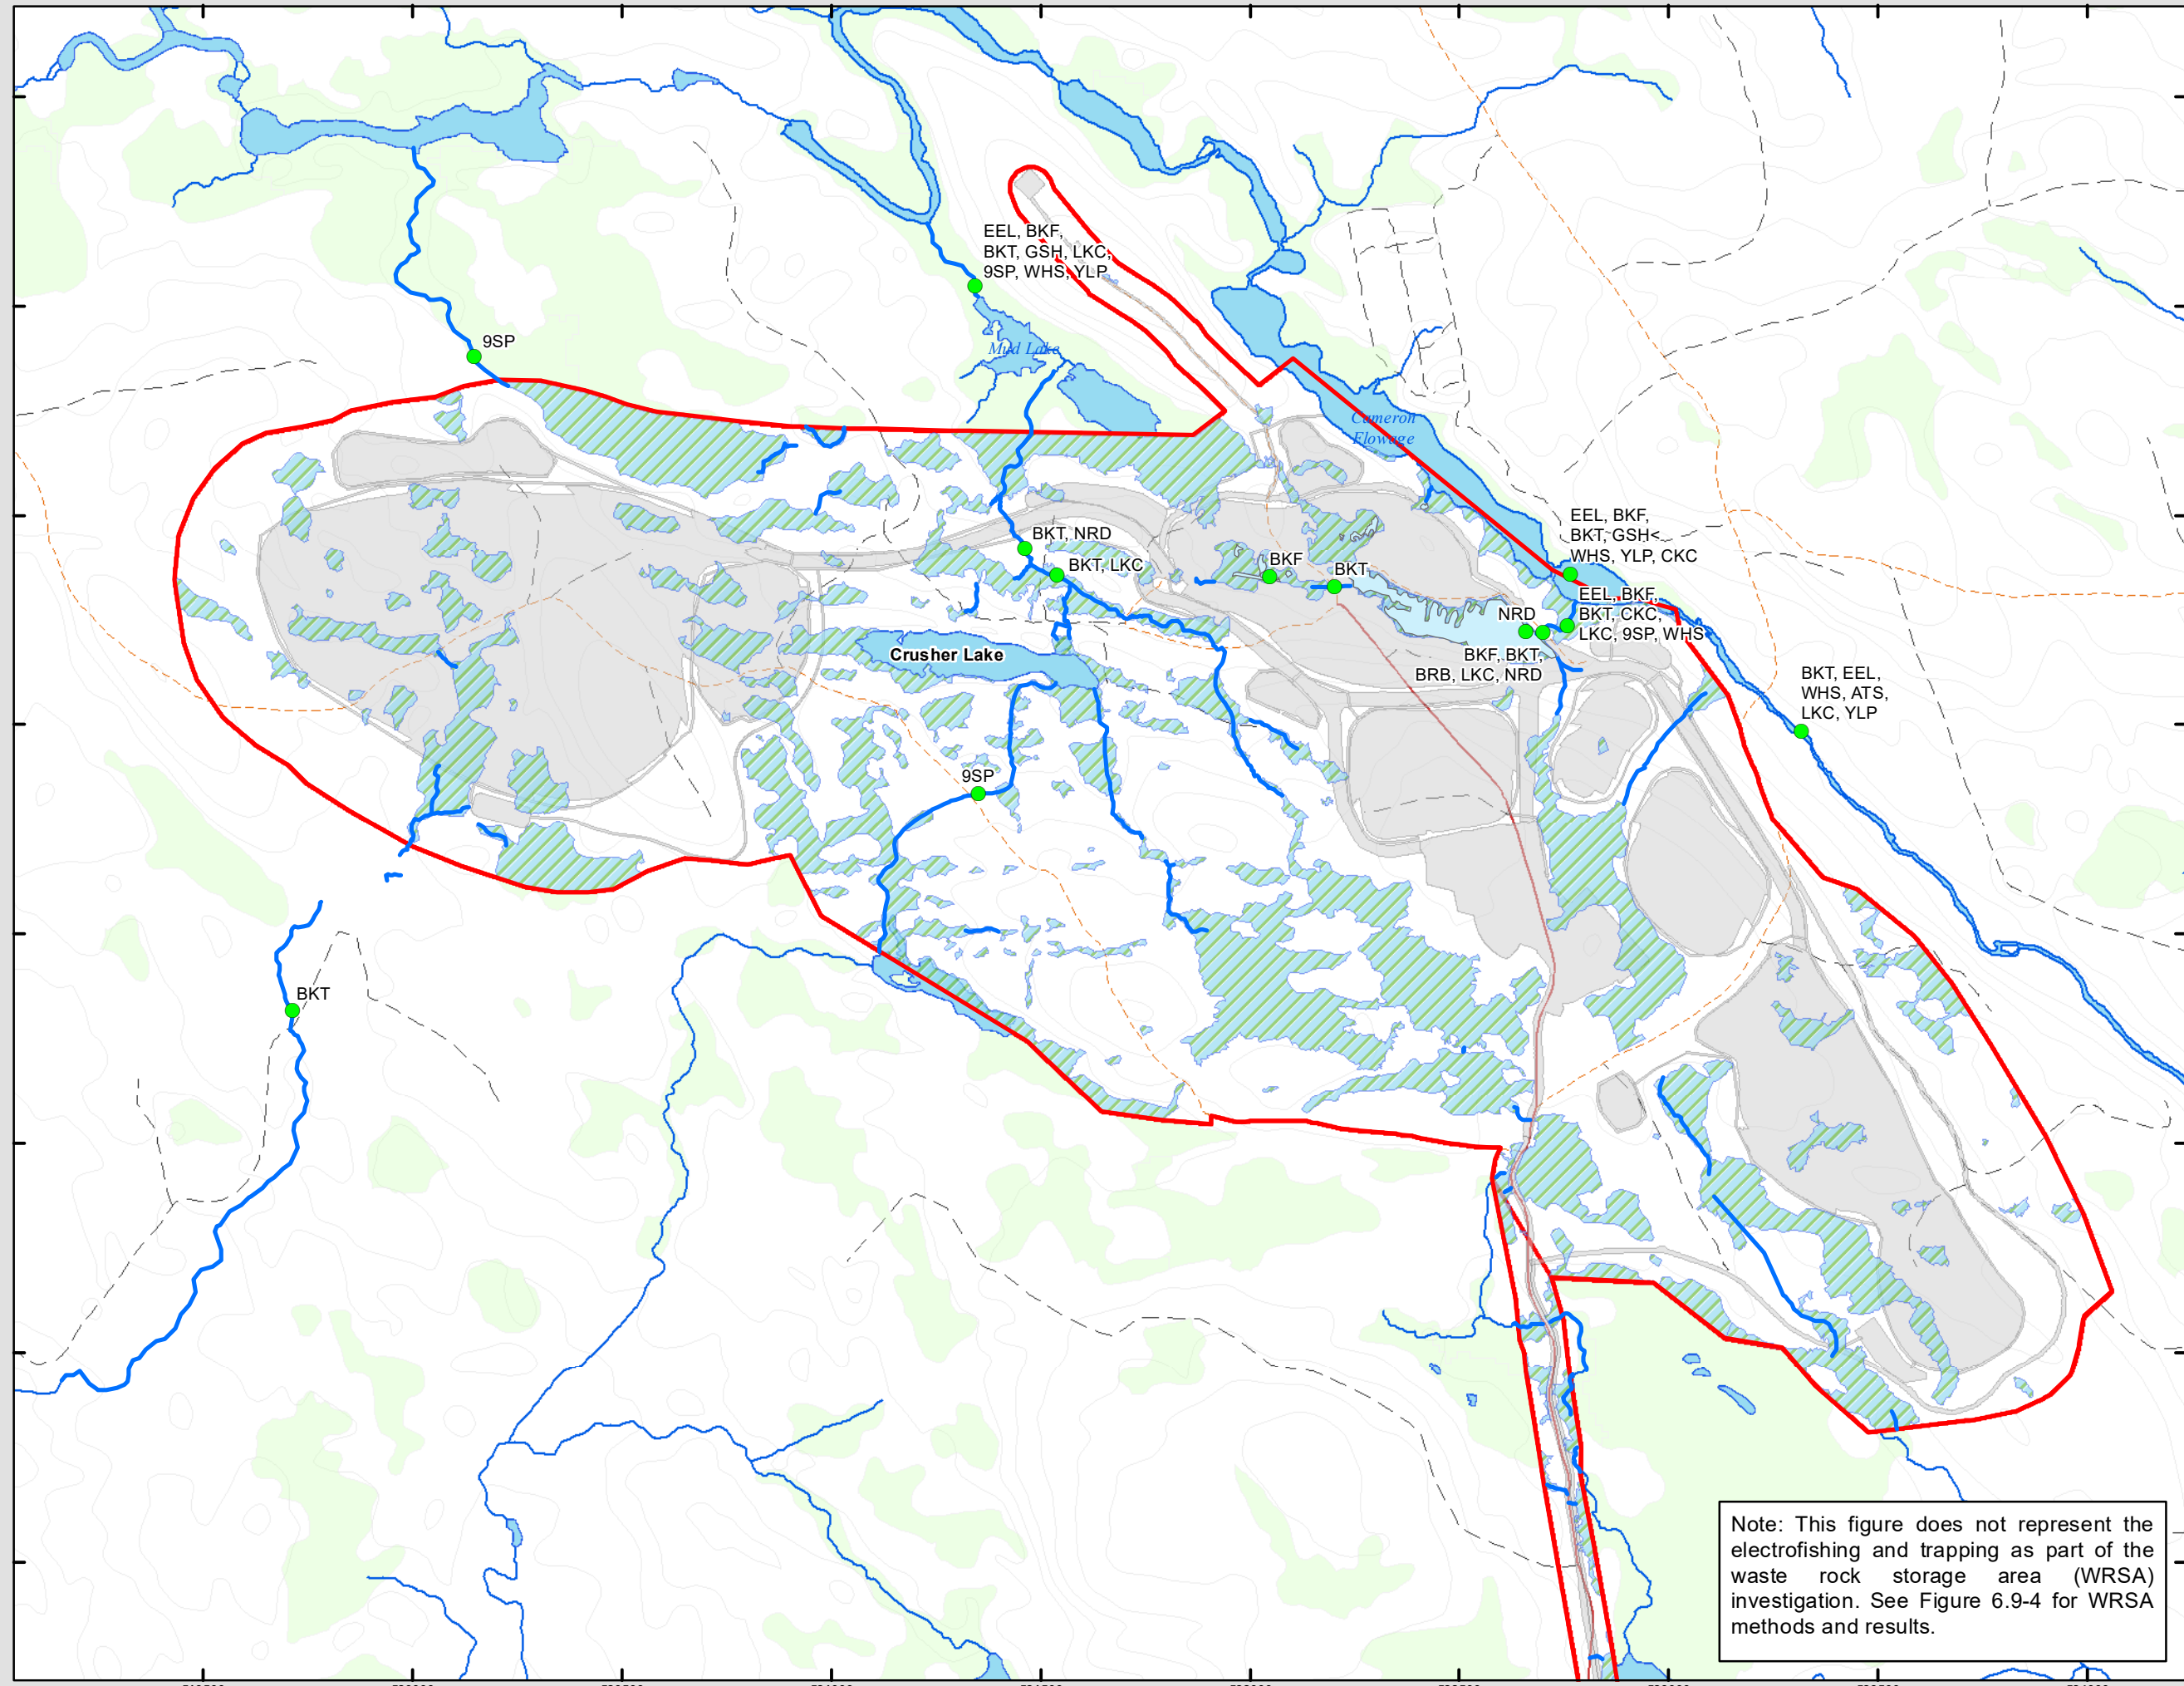 EEL, BKF,
BKT, GSH, LKC,
9SP, WHS, YLP
9SP
Mud Lake
Cameron
Flowage
EEL, BKF,
BKT, GSH<
WHS, YLP, CKC
BKT, NRD
BKT, LKC
BKF
BKT
NRD
EEL, BKF,
BKT, CKC,
LKC, 9SP, WHS
Crusher Lake
BKF, BKT,
BRB, LKC, NRD
BKT, EEL,
WHS, ATS,
LKC, YLP
9SP
BKT
Note: This figure does not represent the
electrofishing and trapping as part of the
waste rock storage area (WRSA)
investigation. See Figure 6.9-4 for WRSA
methods and results.